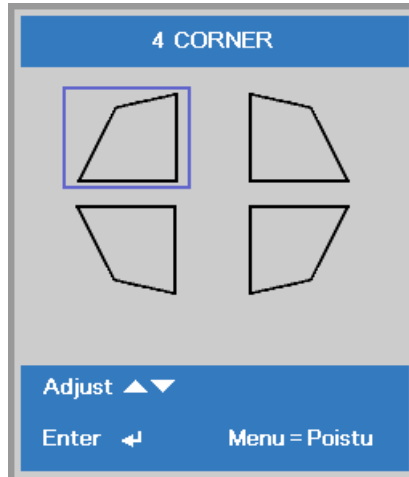 4 CORNER
Adjust ▲▼
Enter ↵ Menu = Poistu